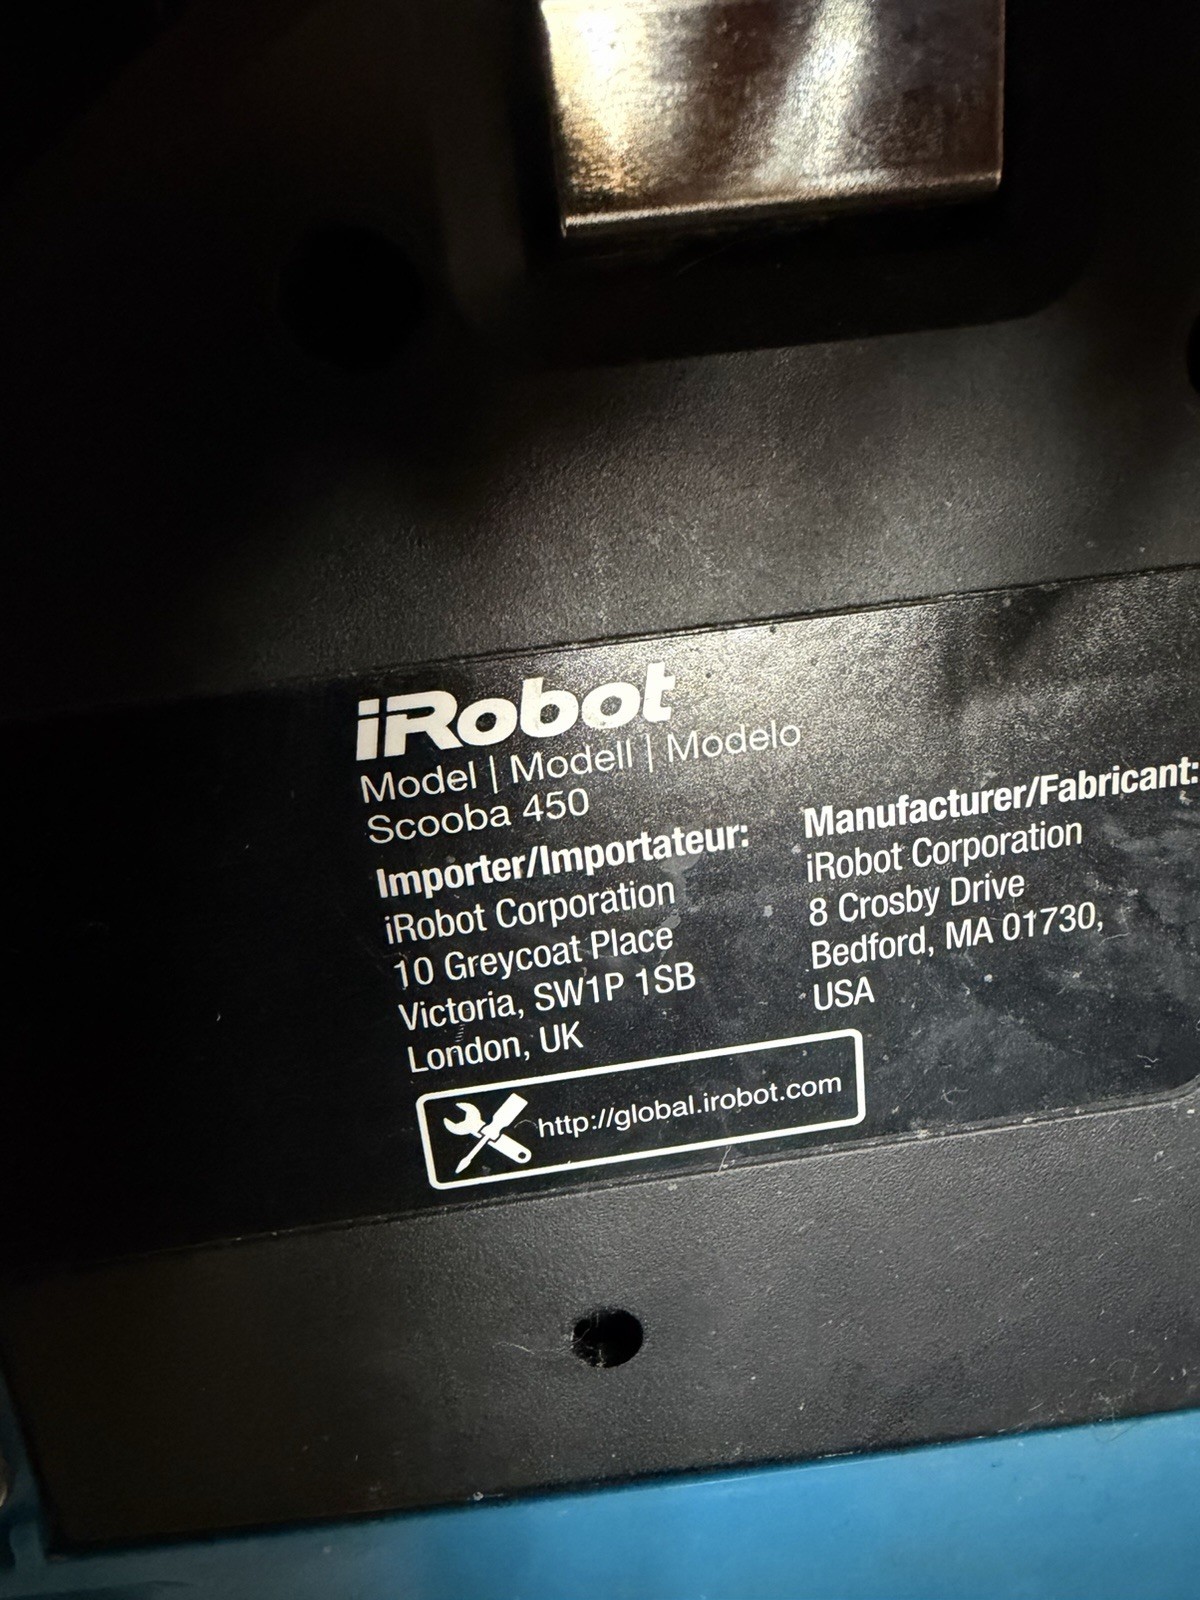 iRobot
Model | Modell | Modelo
Scooba 450
Importer/Importateur:
iRobot Corporation
10 Greycoat Place
Victoria, SW1P 1SB
London, UK
Manufacturer/Fabricant:
iRobot Corporation
8 Crosby Drive
Bedford, MA 01730,
USA
http://global.irobot.com